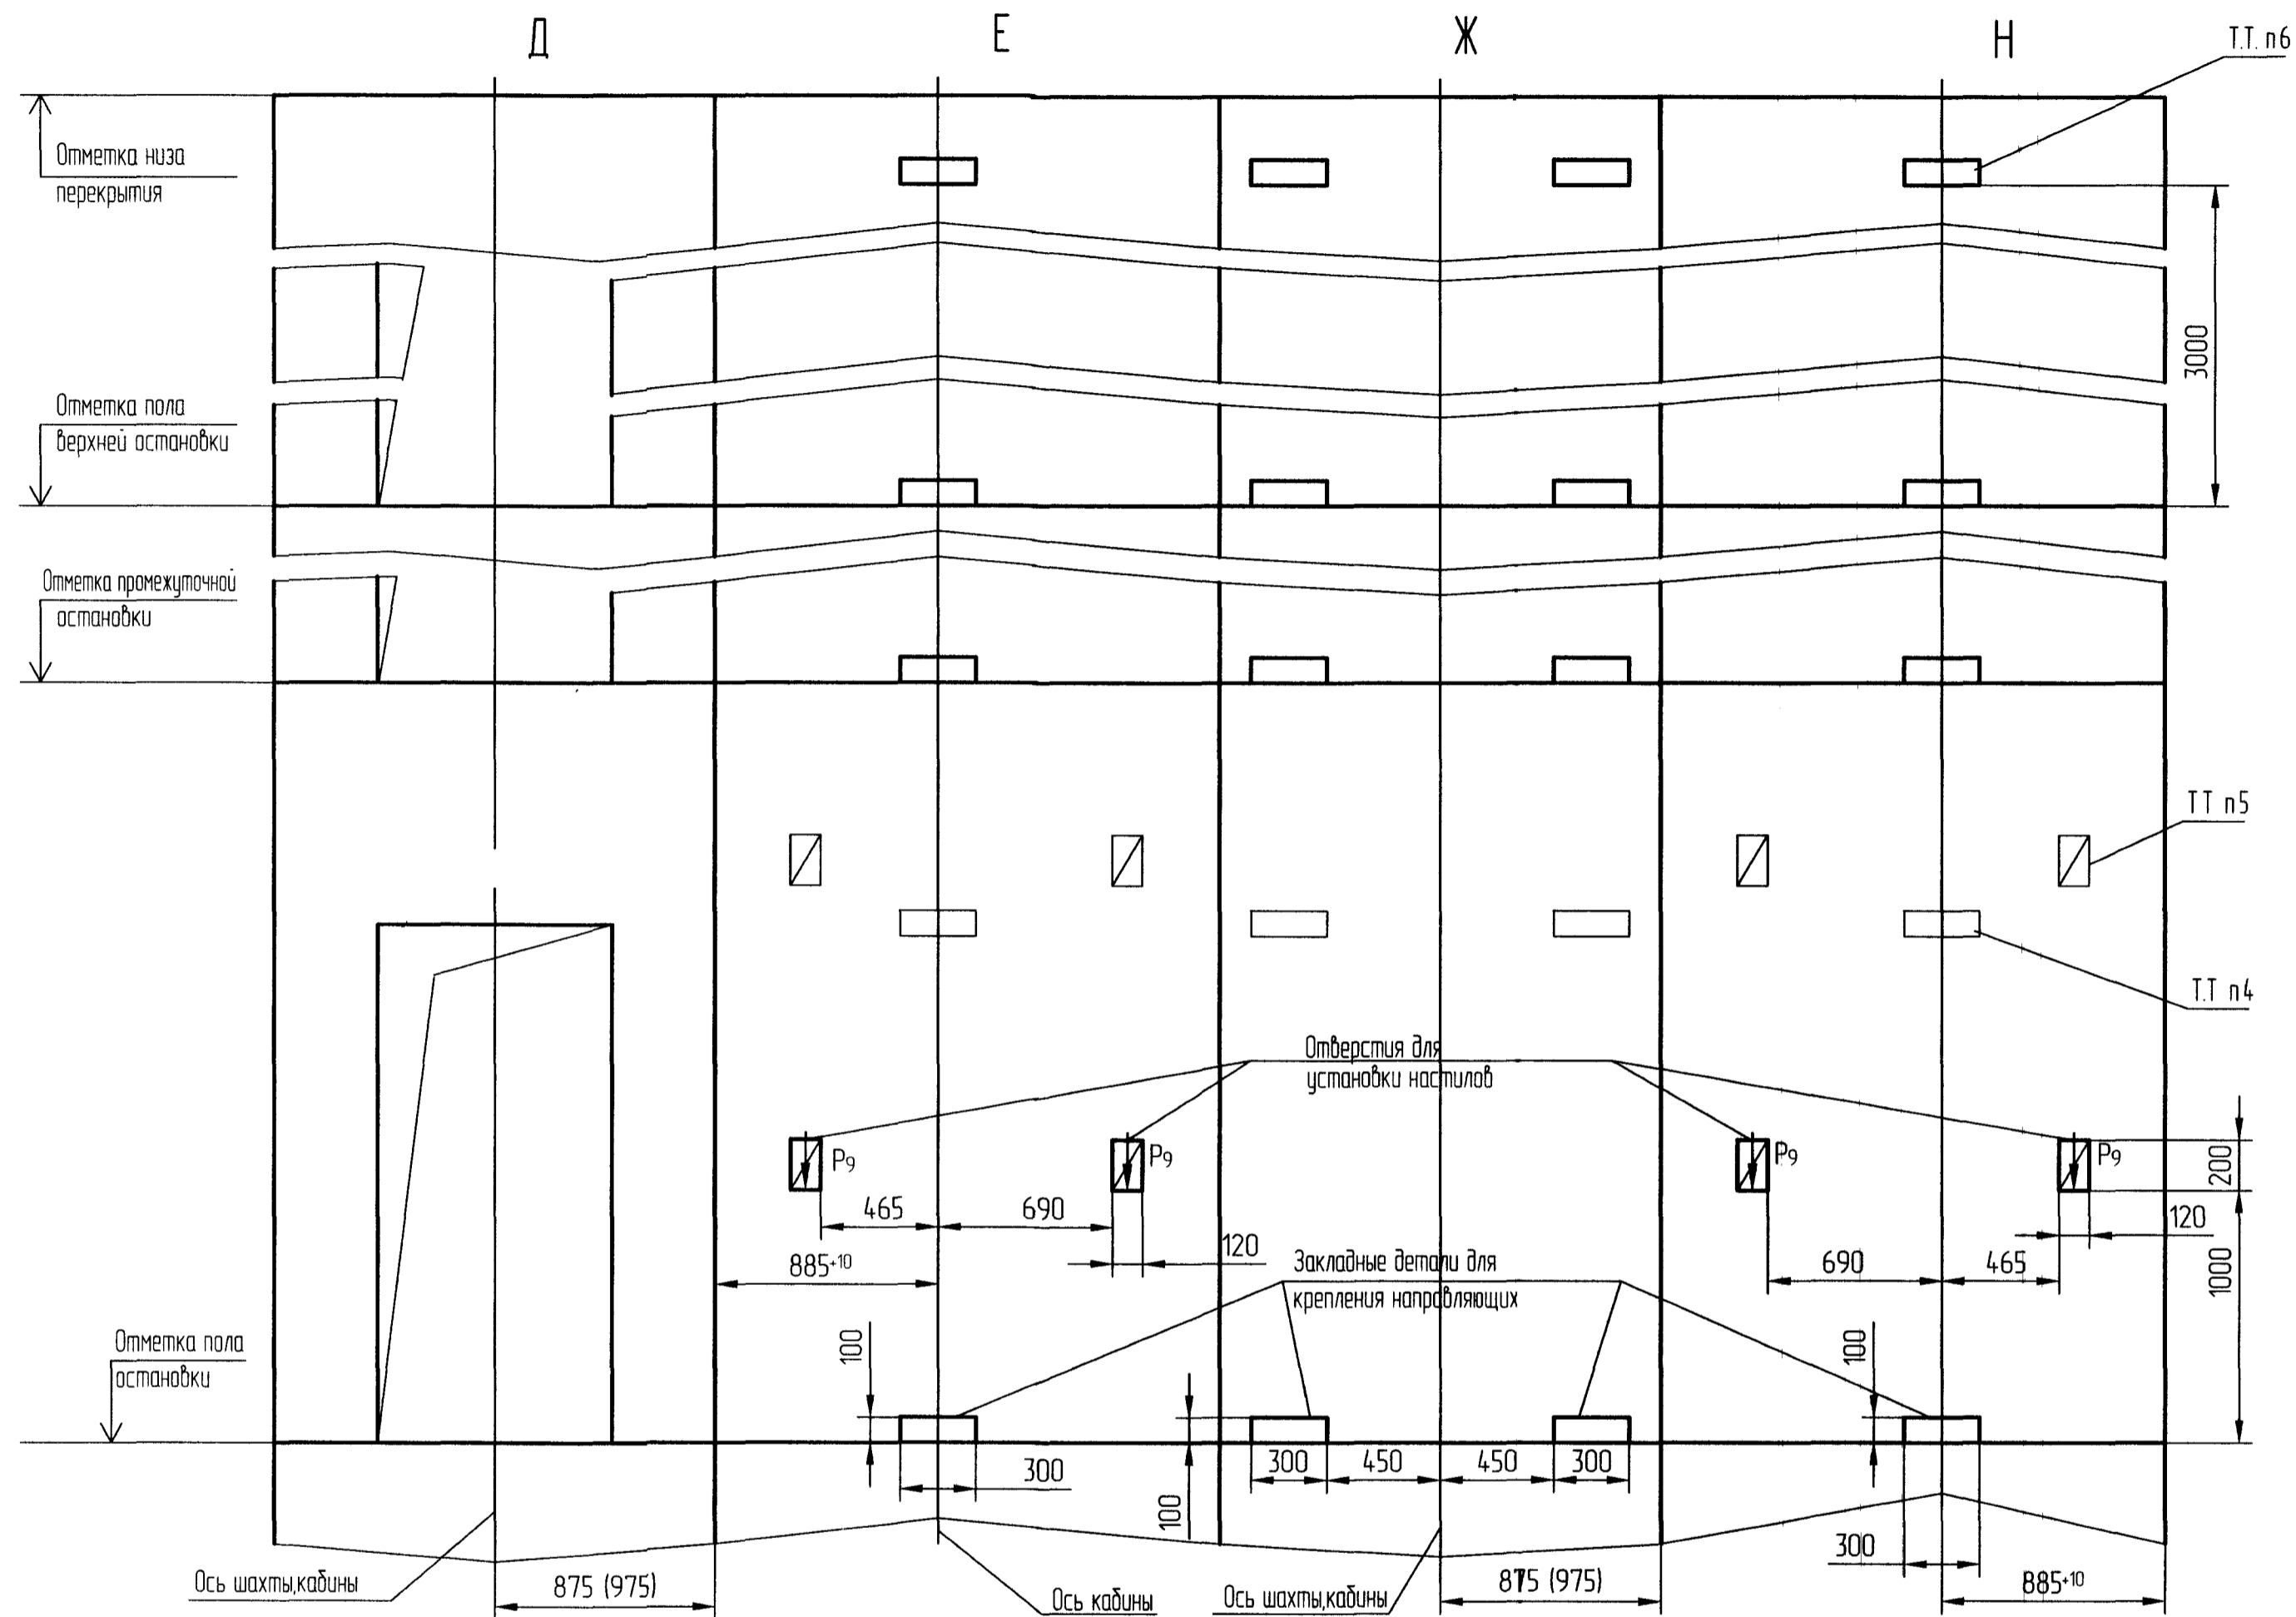 Д
Е
Ж
Н
Т.Т. п6
Отметка низа
перекрытия
3000
Отметка пола
верхней остановки
Отметка промежуточной
остановки
ТТ п5
Т.Т п4
Отверстия для
установки настилов
Р9
Р9
Р9
Р9
200
465
690
120
120
885+10
690
465
1000
Закладные детали для
крепления направляющих
Отметка пола
остановки
100
100
300
300
450
450
300
100
300
Ось шахты,кабины
875 (975)
Ось кабины
Ось шахты,кабины
875 (975)
885+10